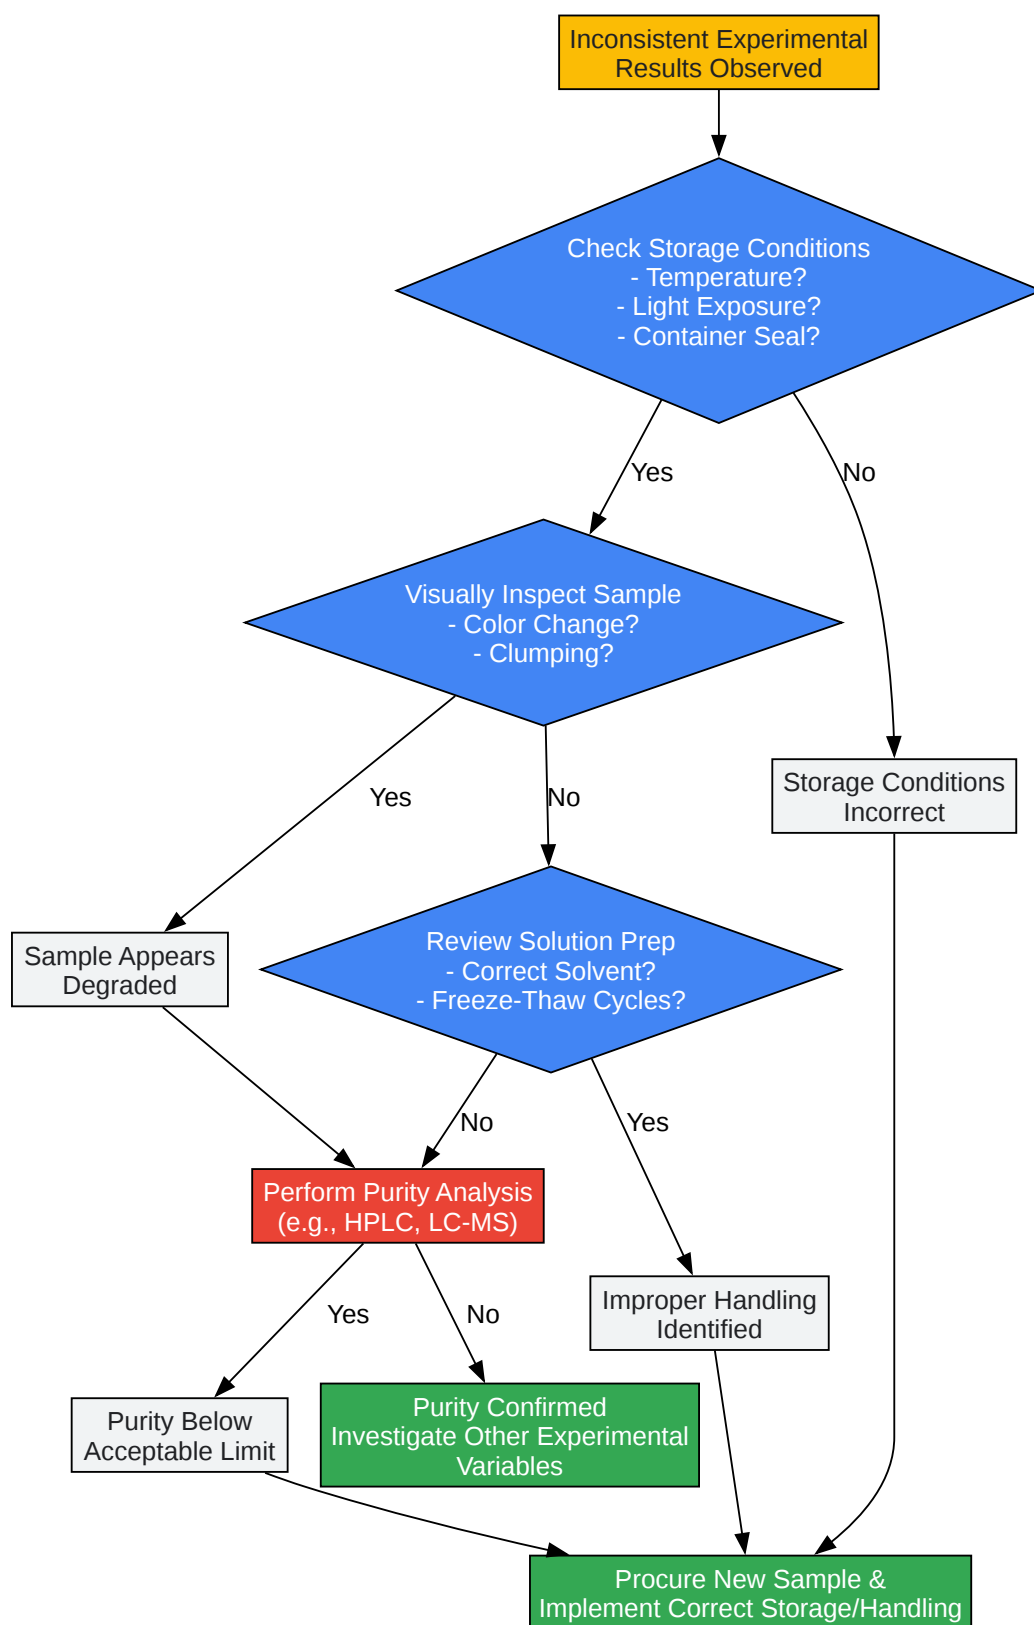 Inconsistent Experimental
Results Observed
Check Storage Conditions
- Temperature?
- Light Exposure?
- Container Seal?
Yes
No
Visually Inspect Sample
- Color Change?
- Clumping?
Storage Conditions
Incorrect
Yes
No
Sample Appears
Degraded
Review Solution Prep
- Correct Solvent?
- Freeze-Thaw Cycles?
No
Yes
Perform Purity Analysis
(e.g., HPLC, LC-MS)
Improper Handling
Identified
Yes
No
Purity Below
Acceptable Limit
Purity Confirmed
Investigate Other Experimental
Variables
Procure New Sample &
Implement Correct Storage/Handling